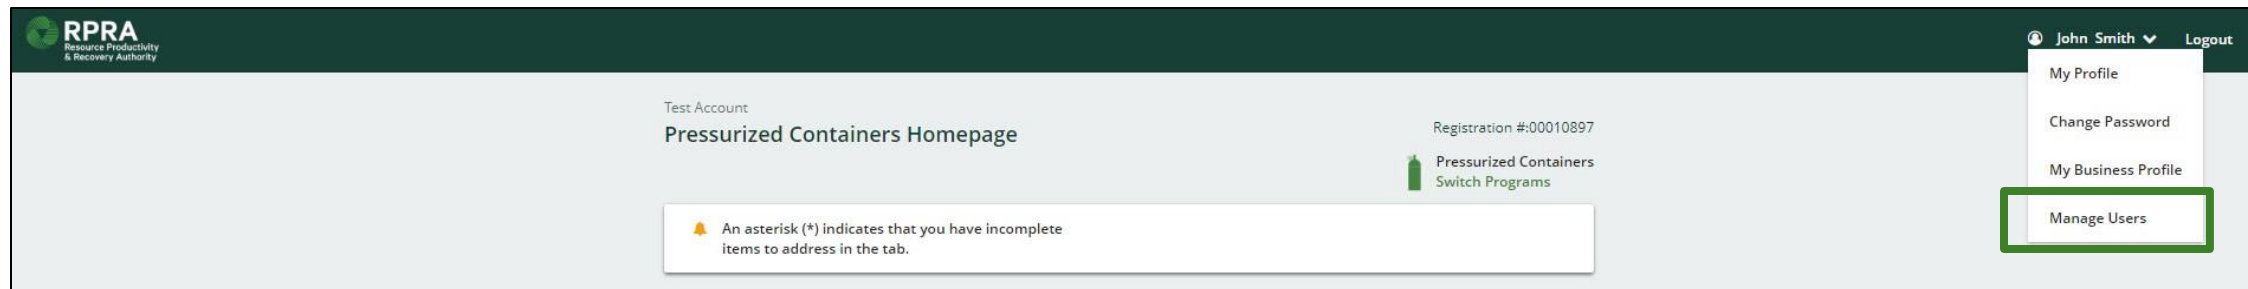 RPRA
Resource Productivity
& Recovery Authority
John Smith
Logout
My Profile
Change Password
My Business Profile
Manage Users
Test Account
Pressurized Containers Homepage
Registration #:00010897
Pressurized Containers
Switch Programs
An asterisk (*) indicates that you have incomplete
items to address in the tab.